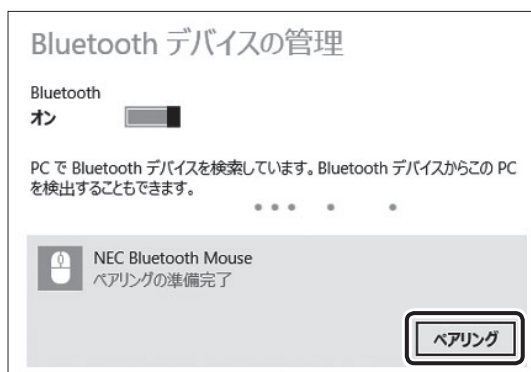 Bluetooth デバイスの管理
Bluetooth
オン
PC で Bluetooth デバイスを検索しています。Bluetooth デバイスからこの PC
を検出することもできます。
NEC Bluetooth Mouse
ペアリングの準備完了
ペアリング